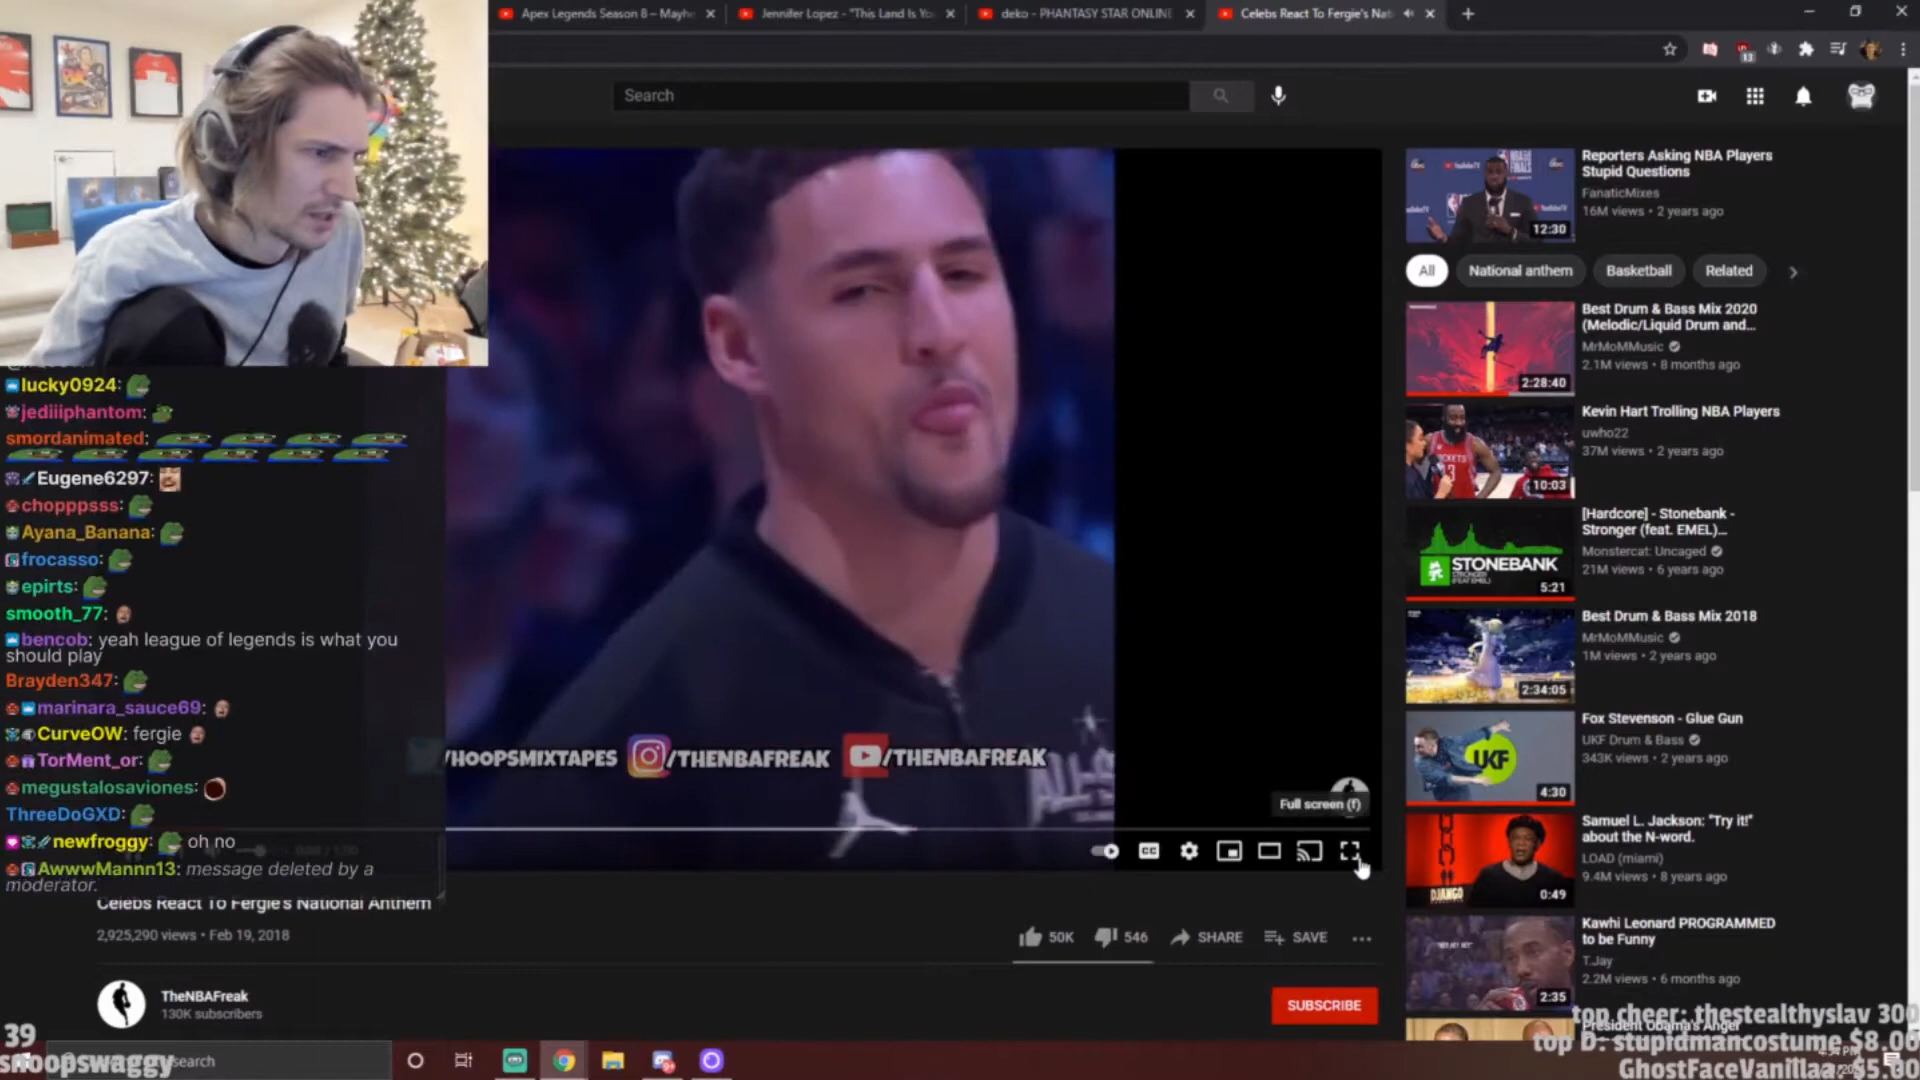 Apex Legends Season 8 – Mayhe
Jennifer Lopez - "This Land Is Yo
deko - PHANTASY STAR ONLINE
Celebs React To Fergie's Nati
13
Search
lucky0924:
jediiiphantom:
smordanimated:
Eugene6297:
chopppsss:
Ayana_Banana:
frocasso:
epirts:
smooth_77:
bencob: yeah league of legends is what you
should play
Brayden347:
marinara_sauce69:
CurveOW: fergie
TorMent_or:
megustalosaviones:
ThreeDoGXD:
newfroggy: oh no
AwwwMannn13: message deleted by a
moderator.
/HOOPSMIXTAPES /THENBAFREAK /THENBAFREAK
Full screen (f)
CC
Celebs React To Fergie's National Anthem
2,925,290 views • Feb 19, 2018
50K 546 SHARE SAVE
TheNBAFreak
130K subscribers
SUBSCRIBE
Reporters Asking NBA Players
Stupid Questions
FanaticMixes
16M views • 2 years ago
12:30
All National anthem Basketball Related
Best Drum & Bass Mix 2020
(Melodic/Liquid Drum and...
MrMoMMusic
2.1M views • 8 months ago
2:28:40
Kevin Hart Trolling NBA Players
uwho22
37M views • 2 years ago
10:03
[Hardcore] - Stonebank -
Stronger (feat. EMEL)...
Monstercat: Uncaged
21M views • 6 years ago
STONEBANK
5:21
Best Drum & Bass Mix 2018
MrMoMMusic
1M views • 2 years ago
2:34:05
Fox Stevenson - Glue Gun
UKF Drum & Bass
343K views • 2 years ago
UKF
4:30
Samuel L. Jackson: "Try it!"
about the N-word.
LOAD (miami)
9.4M views • 8 years ago
DJANGO
0:49
Kawhi Leonard PROGRAMMED
to be Funny
T.Jay
2.2M views • 6 months ago
2:35
President Obama's Anger
top cheer: thestealthyslav 300
top D: stupidmancostume $8.00
GhostFaceVanillaa: $5.00
39
snoopswaggy
search